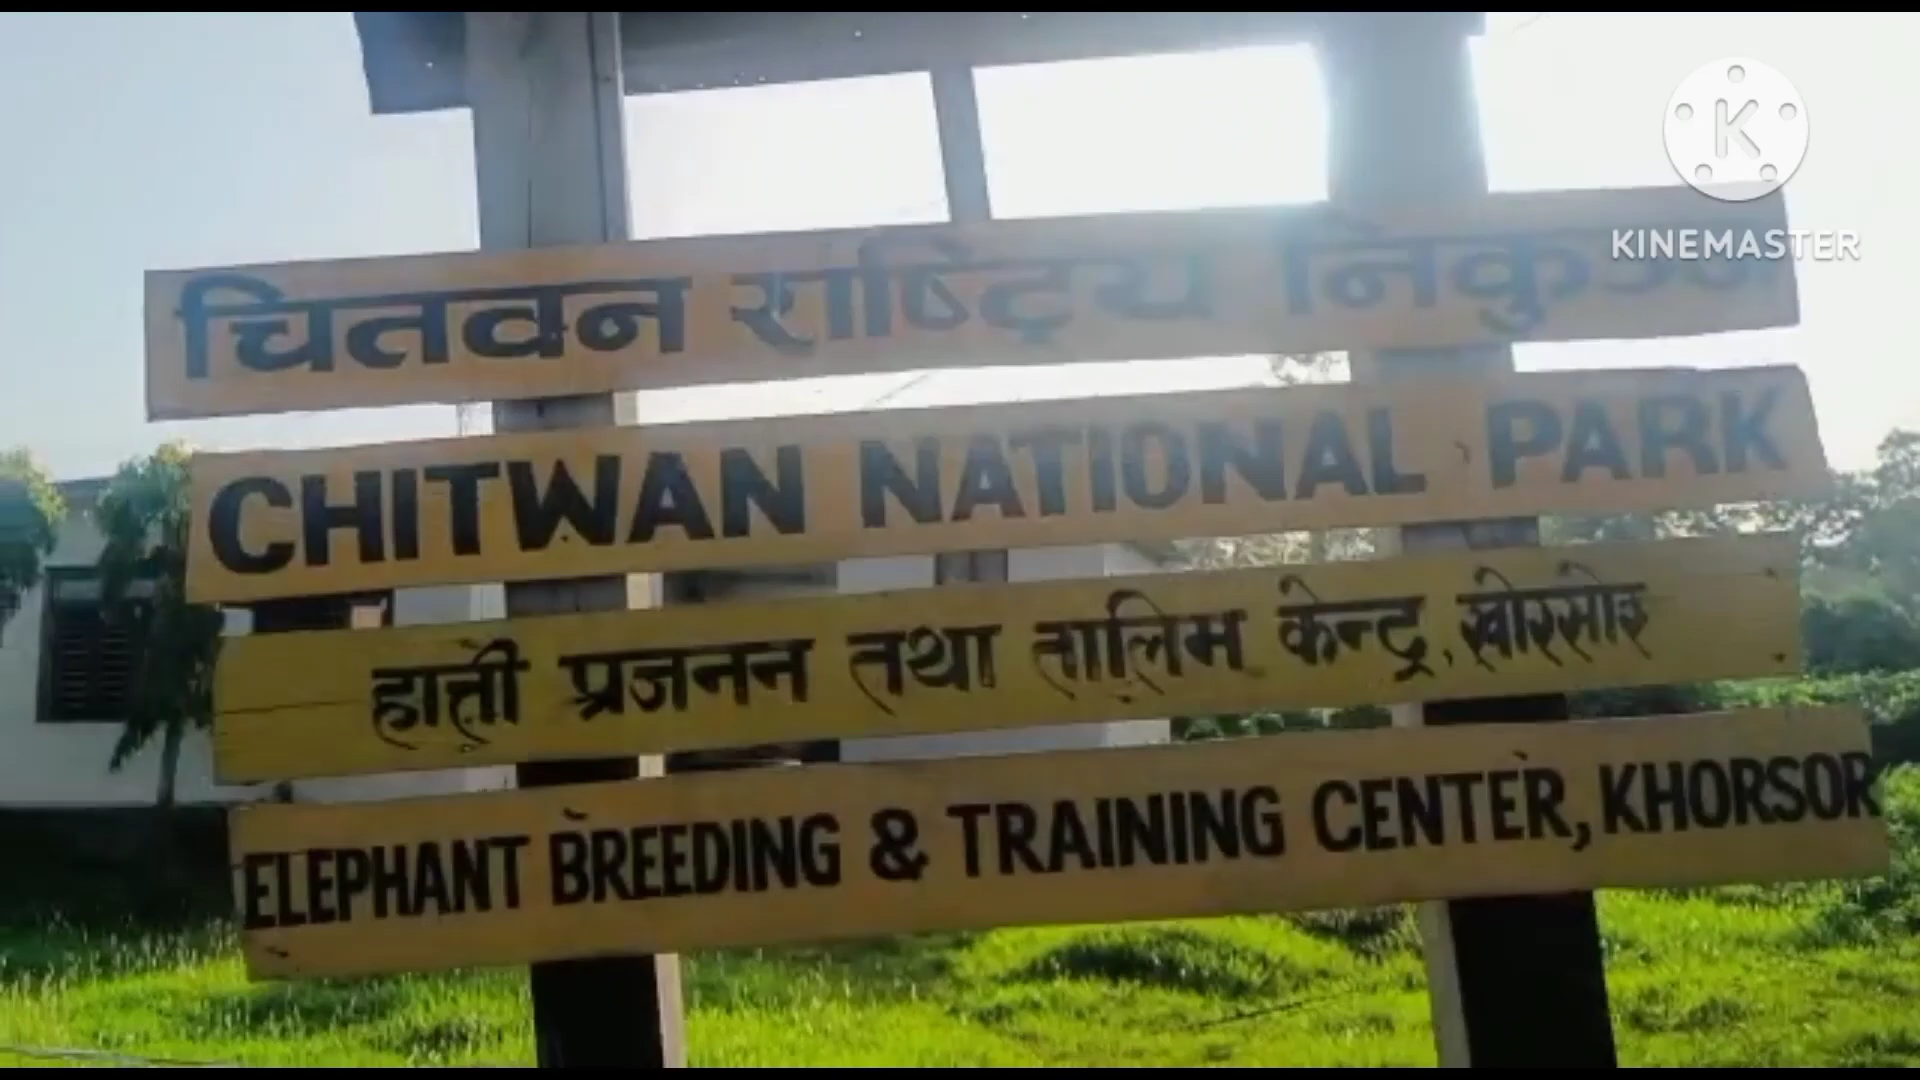 चितवन राष्ट्रिय निकुञ्ज
CHITWAN NATIONAL PARK
हात्ती प्रजनन तथा तालिम केन्द्र, खोरसोर
ELEPHANT BREEDING & TRAINING CENTER, KHORSOR
K
KINEMASTER